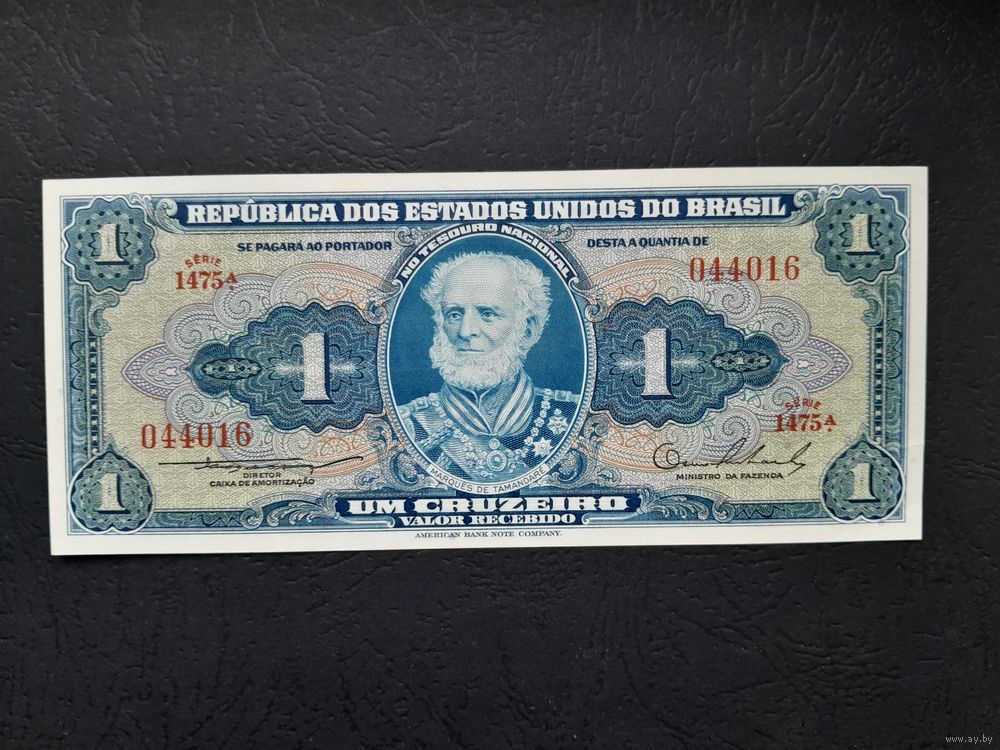 REPÚBLICA DOS ESTADOS UNIDOS DO BRASIL
1
1
SE PAGARÁ AO PORTADOR
NO TESOURO NACIONAL
DESTA A QUANTIA DE
SÉRIE
1475ᴬ
044016
1
1
1
1
SÉRIE
1475ᴬ
044016
DIRETOR
CAIXA DE AMORTIZAÇÃO
MARQUÊS DE TAMANDARÉ
MINISTRO DA FAZENDA
1
1
UM CRUZEIRO
VALOR RECEBIDO
AMERICAN BANK NOTE COMPANY.
www.ay.by